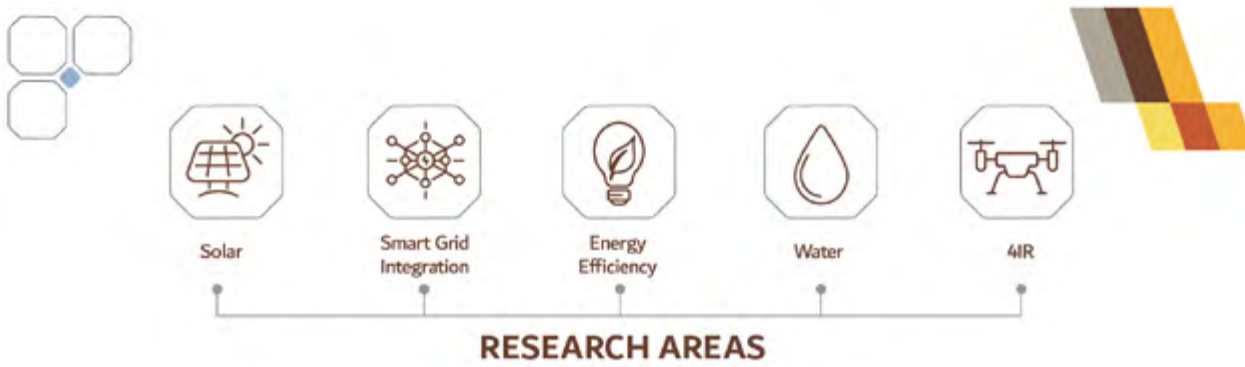 Solar
Smart Grid
Integration
Energy
Efficiency
Water
4IR
RESEARCH AREAS